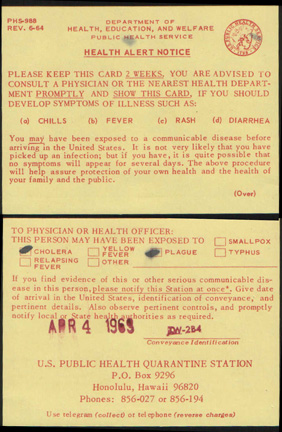 PHS-988
REV. 6-64
DEPARTMENT OF
HEALTH, EDUCATION, AND WELFARE
PUBLIC HEALTH SERVICE
HEALTH ALERT NOTICE
PLEASE KEEP THIS CARD 2 WEEKS. YOU ARE ADVISED TO
CONSULT A PHYSICIAN OR THE NEAREST HEALTH DEPART-
MENT PROMPTLY AND SHOW THIS CARD, IF YOU SHOULD
DEVELOP SYMPTOMS OF ILLNESS SUCH AS:
(a) CHILLS (b) FEVER (c) RASH (d) DIARRHEA
You may have been exposed to a communicable disease before
arriving in the United States. It is not very likely that you have
picked up an infection; but if you have, it is quite possible that
no symptoms will appear for several days. The above procedure
will help assure protection of your own health and the health of
your family and the public.
(Over)
TO PHYSICIAN OR HEALTH OFFICER:
THIS PERSON MAY HAVE BEEN EXPOSED TO
SMALLPOX
CHOLERA
YELLOW
FEVER
PLAGUE
TYPHUS
RELAPSING
FEVER
OTHER
If you find evidence of this or other serious communicable dis-
ease in this person, please notify this Station at once*. Give date
of arrival in the United States, identification of conveyance, and
pertinent details. Also observe pertinent controls, and promptly
notify local or State health authorities as required.
APR 4
Conveyance Identification
U.S. PUBLIC HEALTH QUARANTINE STATION
P.O. Box 9296
Honolulu, Hawaii 96820
Phones: 856-027 or 856-194
Use telegram (collect) or telephone (reverse charges)